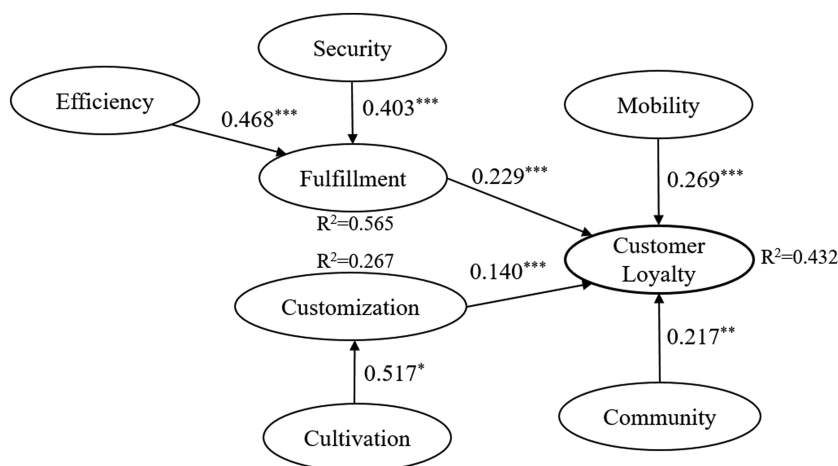 Security
Efficiency
Mobility
0.468***
0.403***
Fulfillment
0.229***
0.269***
R²=0.565
Customer
Loyalty
R²=0.432
R²=0.267
0.140***
Customization
0.217**
0.517*
Community
Cultivation